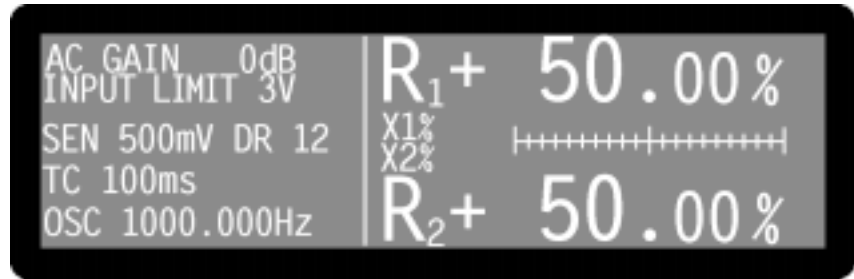 AC GAIN 0dB
INPUT LIMIT 3V
SEN 500mV DR 12
TC 100ms
OSC 1000.000Hz
R₁+ 50.00%
X1%
X2%
R₂+ 50.00%